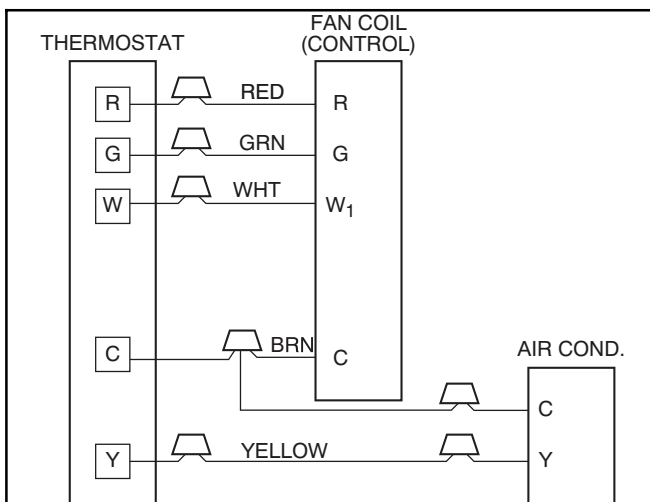 FAN COIL
(CONTROL)
THERMOSTAT
R RED R
G GRN G
W WHT W₁
C BRN C
AIR COND.
C
Y YELLOW Y